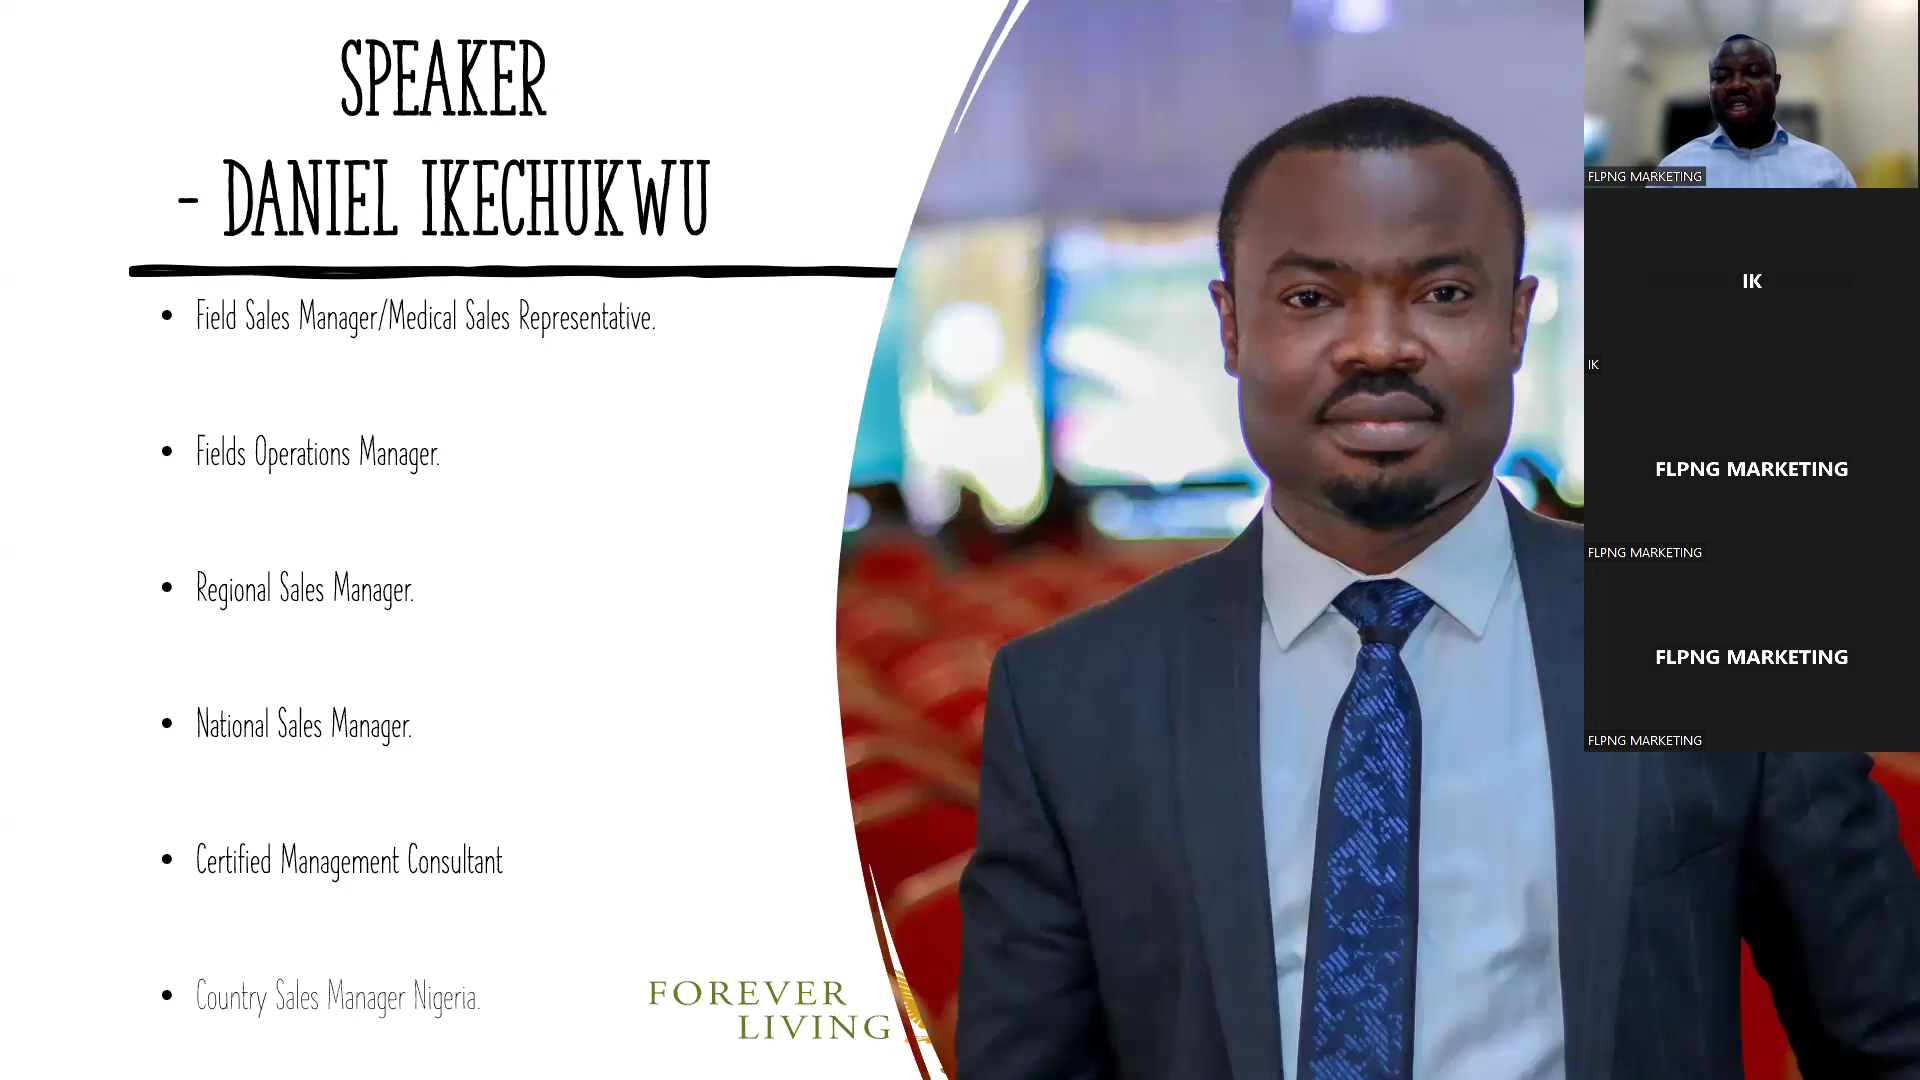 SPEAKER
- DANIEL IKECHUKWU
• Field Sales Manager/Medical Sales Representative.
• Fields Operations Manager.
• Regional Sales Manager.
• National Sales Manager.
• Certified Management Consultant
• Country Sales Manager Nigeria.
FOREVER
LIVING
FLPNG MARKETING
IK
IK
FLPNG MARKETING
FLPNG MARKETING
FLPNG MARKETING
FLPNG MARKETING